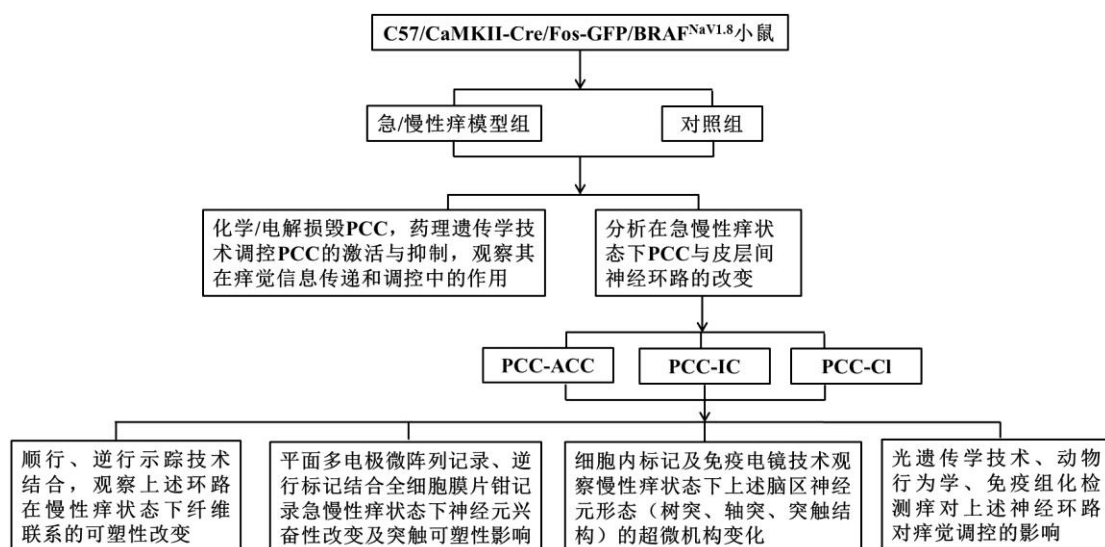 C57/CaMKII-Cre/Fos-GFP/BRAF^NaV1.8小鼠
急/慢性痒模型组
对照组
化学/电解损毁PCC，药理遗传学技
术调控PCC的激活与抑制，观察其
在痒觉信息传递和调控中的作用
分析在急慢性痒状
态下PCC与皮层间
神经环路的改变
PCC-ACC
PCC-IC
PCC-Cl
顺行、逆行示踪技术
结合，观察上述环路
在慢性痒状态下纤维
联系的可塑性改变
平面多电极微阵列记录、逆
行标记结合全细胞膜片钳记
录急慢性痒状态下神经元兴
奋性改变及突触可塑性影响
细胞内标记及免疫电镜技术观
察慢性痒状态下上述脑区神经
元形态（树突、轴突、突触结
构）的超微机构变化
光遗传学技术、动物
行为学、免疫组化检
测痒对上述神经环路
对痒觉调控的影响